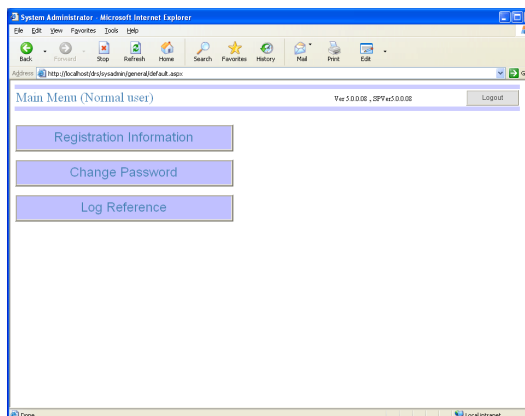 System Administrator - Microsoft Internet Explorer
File Edit View Favorites Tools Help
Back Forward Stop Refresh Home Search Favorites History Mail Print Edit
Address http://localhost/drs/sysadmin/general/default.aspx
Main Menu (Normal user) Ver 5.0.0.08 , SPVer5.0.0.08 Logout
Registration Information
Change Password
Log Reference
Done Local intranet